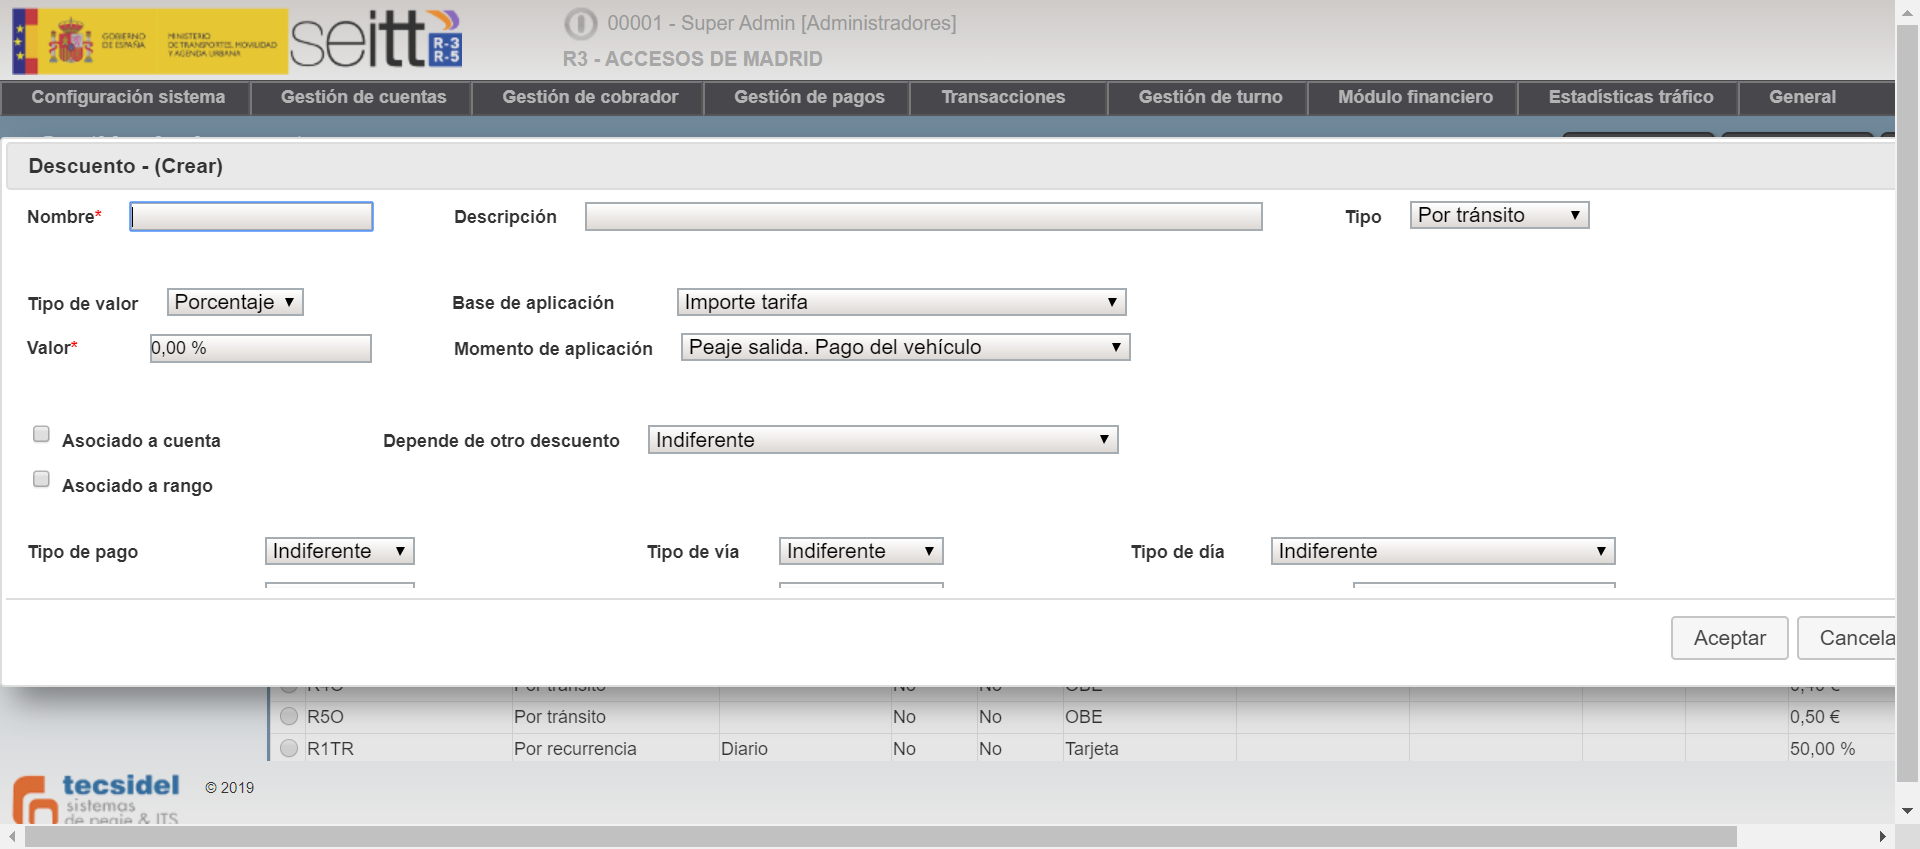 GOBIERNO DE ESPAÑA
MINISTERIO DE TRANSPORTES, MOVILIDAD Y AGENDA URBANA
seitt
R-3
R-5
00001 - Super Admin [Administradores]
R3 - ACCESOS DE MADRID
Configuración sistema
Gestión de cuentas
Gestión de cobrador
Gestión de pagos
Transacciones
Gestión de turno
Módulo financiero
Estadísticas tráfico
General
Descuento - (Crear)
Nombre*
Descripción
Tipo
Por tránsito
Tipo de valor
Porcentaje
Base de aplicación
Importe tarifa
Valor*
0,00 %
Momento de aplicación
Peaje salida. Pago del vehículo
Asociado a cuenta
Depende de otro descuento
Indiferente
Asociado a rango
Tipo de pago
Indiferente
Tipo de vía
Indiferente
Tipo de día
Indiferente
Aceptar
Cancela
R5O Por tránsito No No OBE 0,50 €
R1TR Por recurrencia Diario No No Tarjeta 50,00 %
tecsidel
sistemas
de peaje & ITS
© 2019